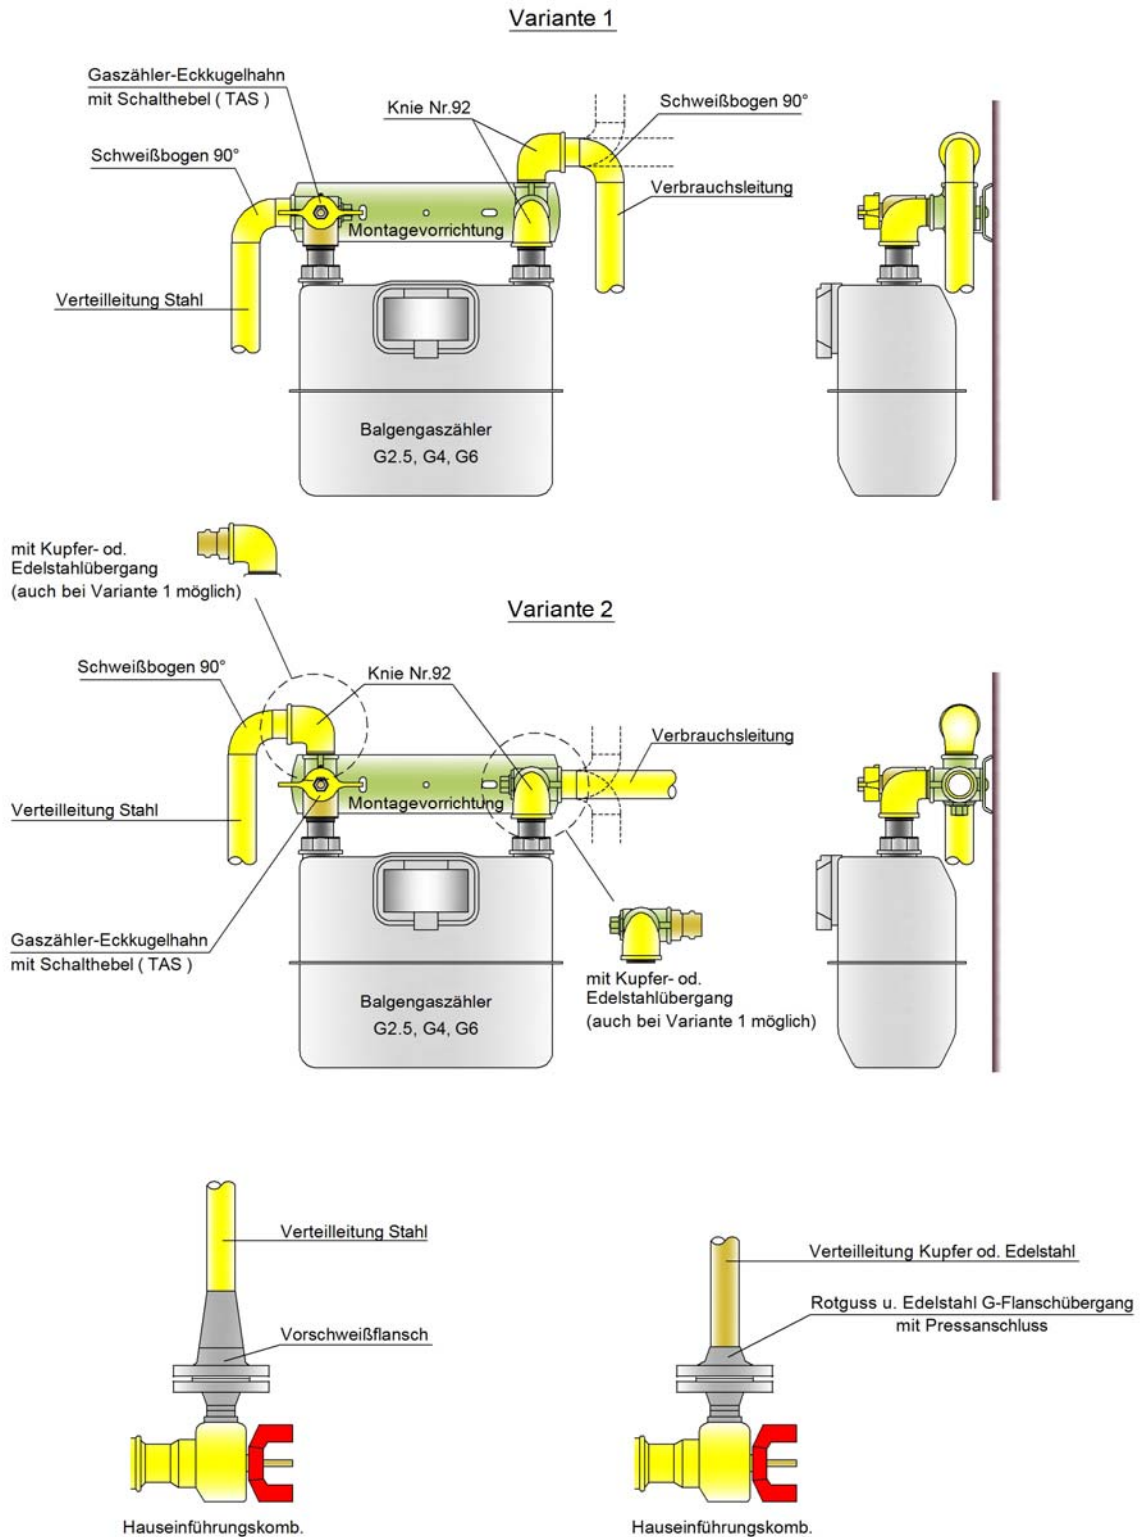 Variante 1
Gaszähler-Eckkugelhahn
mit Schalthebel ( TAS )
Knie Nr.92
Schweißbogen 90°
Schweißbogen 90°
Verbrauchsleitung
Montagevorrichtung
Verteilleitung Stahl
Balgengaszähler
G2.5, G4, G6
mit Kupfer- od.
Edelstahlübergang
(auch bei Variante 1 möglich)
Variante 2
Schweißbogen 90°
Knie Nr.92
Verbrauchsleitung
Montagevorrichtung
Verteilleitung Stahl
Gaszähler-Eckkugelhahn
mit Schalthebel ( TAS )
mit Kupfer- od.
Edelstahlübergang
(auch bei Variante 1 möglich)
Balgengaszähler
G2.5, G4, G6
Verteilleitung Stahl
Vorschweißflansch
Hauseinführungskomb.
Verteilleitung Kupfer od. Edelstahl
Rotguss u. Edelstahl G-Flanschübergang
mit Pressanschluss
Hauseinführungskomb.